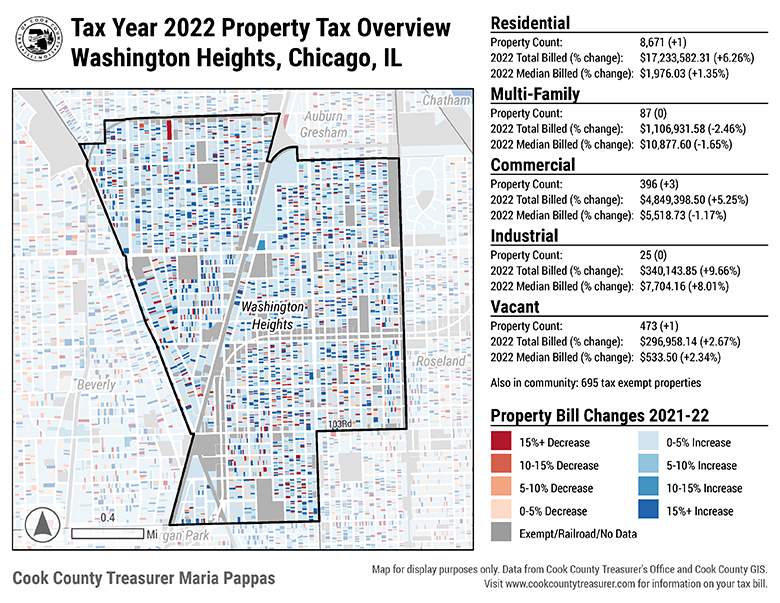 Tax Year 2022 Property Tax Overview
Washington Heights, Chicago, IL
Residential
Property Count: 8,671 (+1)
2022 Total Billed (% change): $17,233,582.31 (+6.26%)
2022 Median Billed (% change): $1,976.03 (+1.35%)
Multi-Family
Property Count: 87 (0)
2022 Total Billed (% change): $1,106,931.58 (-2.46%)
2022 Median Billed (% change): $10,877.60 (-1.65%)
Commercial
Property Count: 396 (+3)
2022 Total Billed (% change): $4,849,398.50 (+5.25%)
2022 Median Billed (% change): $5,518.73 (-1.17%)
Industrial
Property Count: 25 (0)
2022 Total Billed (% change): $340,143.85 (+9.66%)
2022 Median Billed (% change): $7,704.16 (+8.01%)
Vacant
Property Count: 473 (+1)
2022 Total Billed (% change): $296,958.14 (+2.67%)
2022 Median Billed (% change): $533.50 (+2.34%)
Also in community: 695 tax exempt properties
Property Bill Changes 2021-22
15%+ Decrease
10-15% Decrease
5-10% Decrease
0-5% Decrease
0-5% Increase
5-10% Increase
10-15% Increase
15%+ Increase
Exempt/Railroad/No Data
Chatham
Auburn
Gresham
Washington
Heights
Roseland
Beverly
103Rd
gan Park
0.4
Mi
Cook County Treasurer Maria Pappas
Map for display purposes only. Data from Cook County Treasurer's Office and Cook County GIS.
Visit www.cookcountytreasurer.com for information on your tax bill.